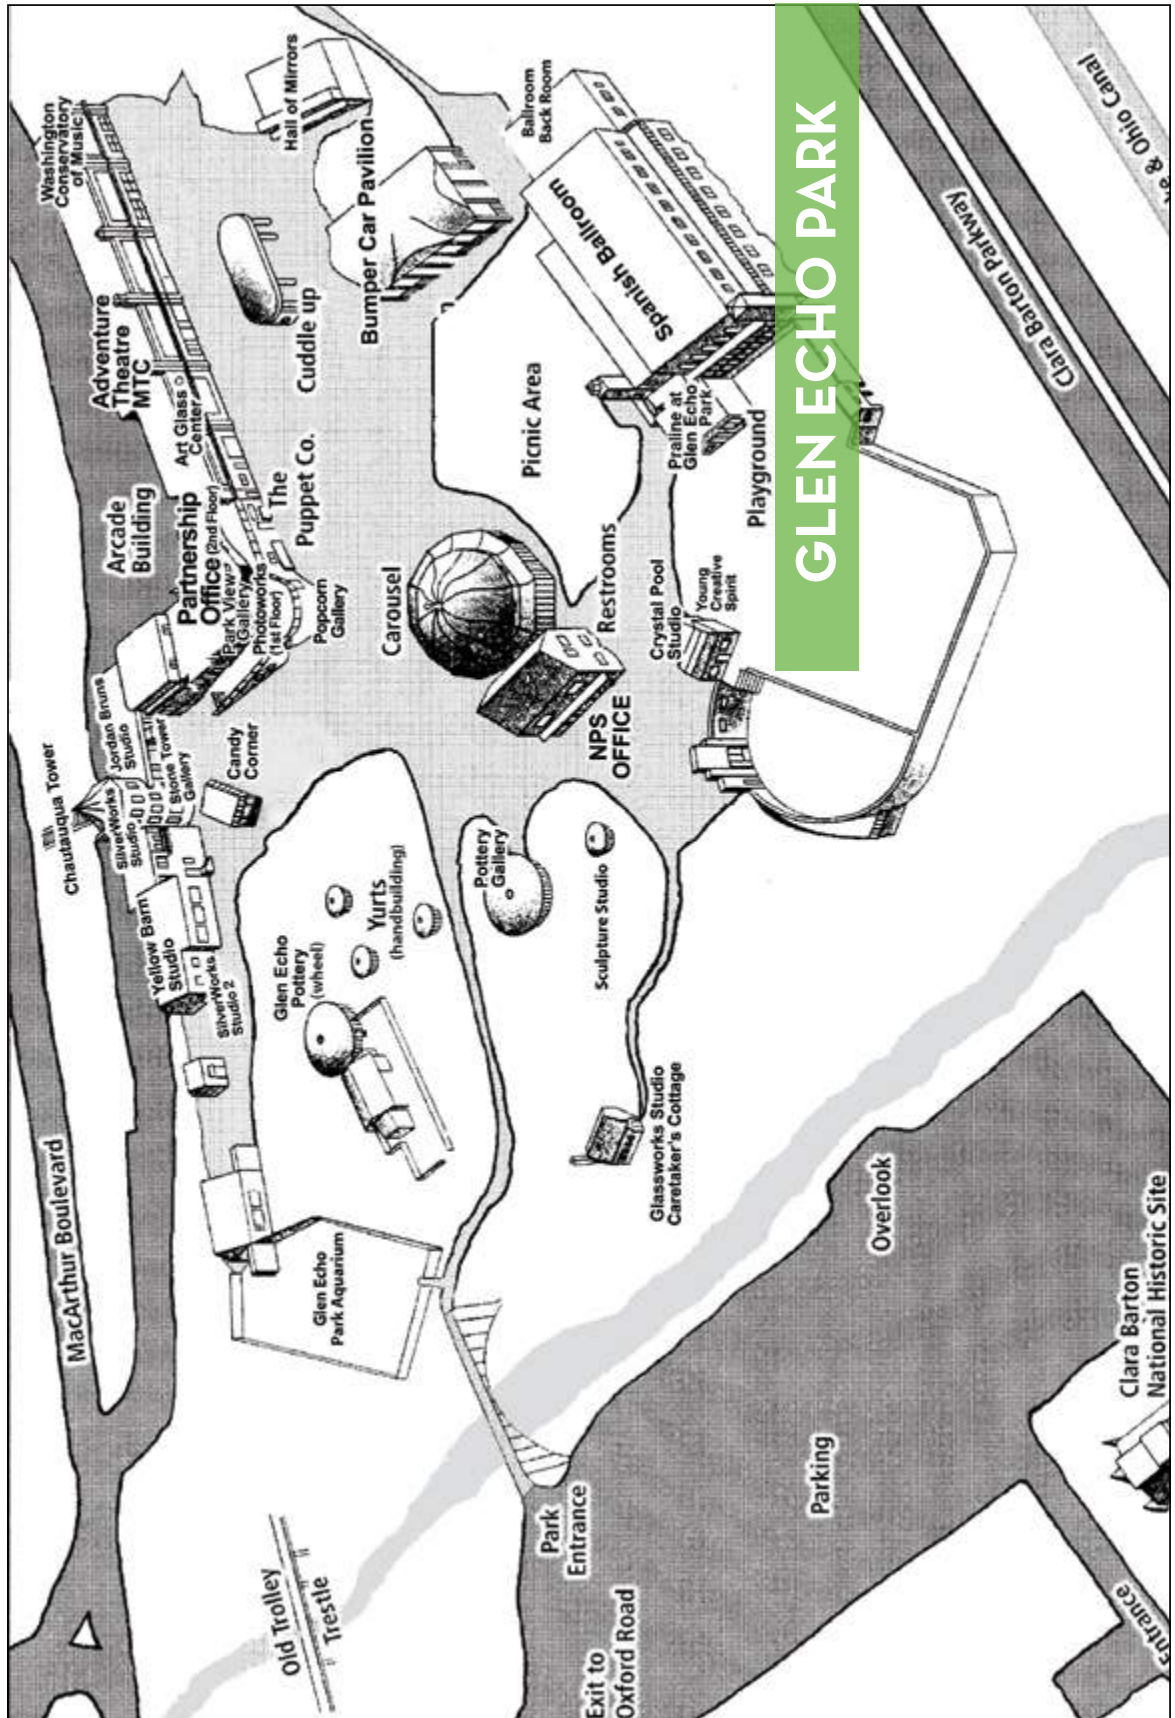 GLEN ECHO PARK
MacArthur Boulevard
Chautauqua Tower
Jordan Bruns
Studio
SilverWorks
Studio
Stone Tower
Gallery
Yellow Barn
Studio
SilverWorks
Studio 2
Candy
Corner
Arcade
Building
Partnership
Office (2nd Floor)
Park View
Gallery
Photoworks
(1st Floor)
Popcorn
Gallery
The
Puppet Co.
Art Glass
Center
Adventure
Theatre
MTC
Washington
Conservatory
of Music
Hall of Mirrors
Cuddle up
Bumper Car Pavilion
Ballroom
Back Room
Spanish Ballroom
Picnic Area
Praline at
Glen Echo
Park
Playground
Carousel
Restrooms
NPS
OFFICE
Crystal Pool
Studio
Young
Creative
Spirit
Glen Echo
Pottery
(wheel)
Yurts
(handbuilding)
Pottery
Gallery
Sculpture Studio
Glassworks Studio
Caretaker's Cottage
Glen Echo
Park Aquarium
Old Trolley
Trestle
Park
Entrance
Exit to
Oxford Road
Parking
Overlook
Clara Barton
National Historic Site
Entrance
Clara Barton Parkway
& Ohio Canal